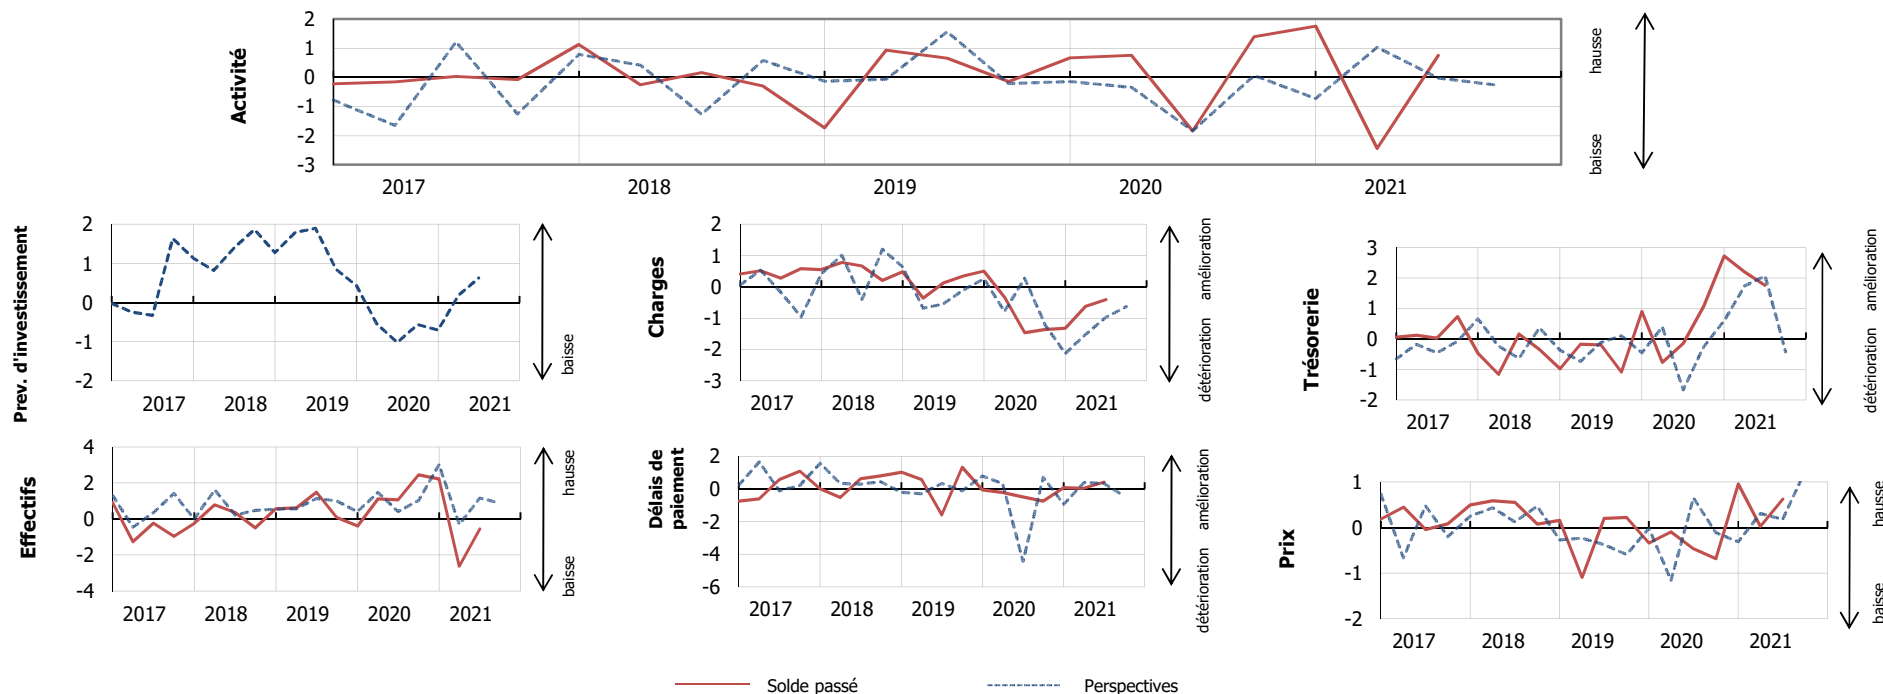 Activité
2
1
0
-1
-2
-3
2017 2018 2019 2020 2021
hausse
baisse
Prev. d'investissement
2
1
0
-1
-2
2017 2018 2019 2020 2021
baisse
Charges
2
1
0
-1
-2
-3
2017 2018 2019 2020 2021
amélioration
détérioration
Trésorerie
3
2
1
0
-1
-2
2017 2018 2019 2020 2021
amélioration
détérioration
Effectifs
4
2
0
-2
-4
2017 2018 2019 2020 2021
hausse
baisse
Délais de
paiement
2
0
-2
-4
-6
2017 2018 2019 2020 2021
amélioration
détérioration
Prix
1
0
-1
-2
2017 2018 2019 2020 2021
hausse
baisse
Solde passé Perspectives